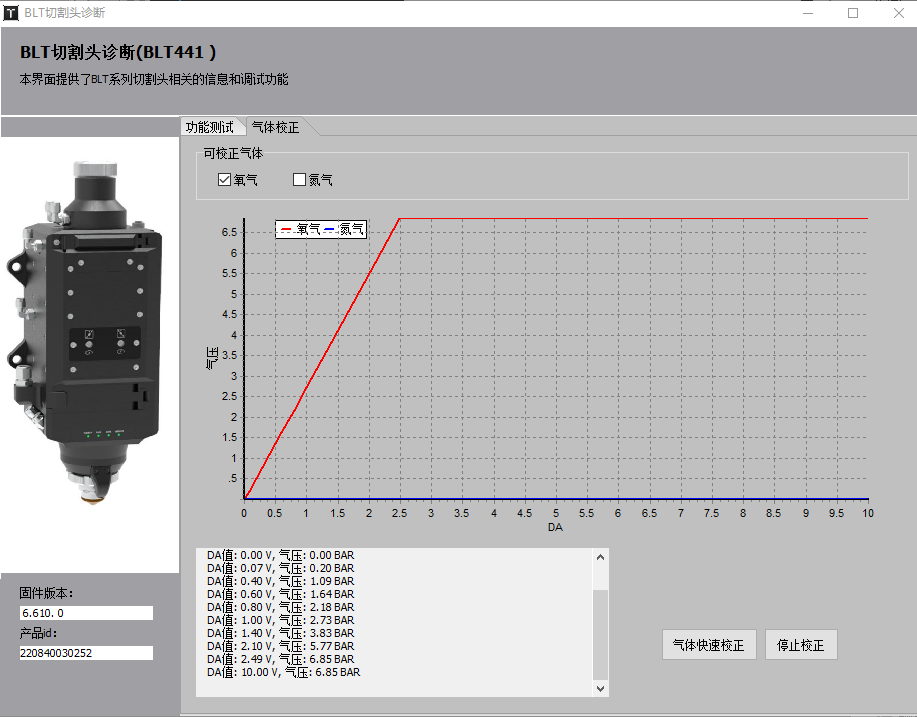 BLT切割头诊断
BLT切割头诊断(BLT441 )
本界面提供了BLT系列切割头相关的信息和调试功能
功能测试 气体校正
可校正气体
氧气 氮气
氧气 氮气
6.5
6
5.5
5
4.5
4
3.5
3
2.5
2
1.5
1
.5
气压
0 0.5 1 1.5 2 2.5 3 3.5 4 4.5 5 5.5 6 6.5 7 7.5 8 8.5 9 9.5 10
DA
DA值: 0.00 V, 气压: 0.00 BAR
DA值: 0.07 V, 气压: 0.20 BAR
DA值: 0.40 V, 气压: 1.09 BAR
DA值: 0.60 V, 气压: 1.64 BAR
DA值: 0.80 V, 气压: 2.18 BAR
DA值: 1.00 V, 气压: 2.73 BAR
DA值: 1.40 V, 气压: 3.83 BAR
DA值: 2.10 V, 气压: 5.77 BAR
DA值: 2.49 V, 气压: 6.85 BAR
DA值: 10.00 V, 气压: 6.85 BAR
固件版本:
6.610. 0
产品id:
220840030252
气体快速校正 停止校正